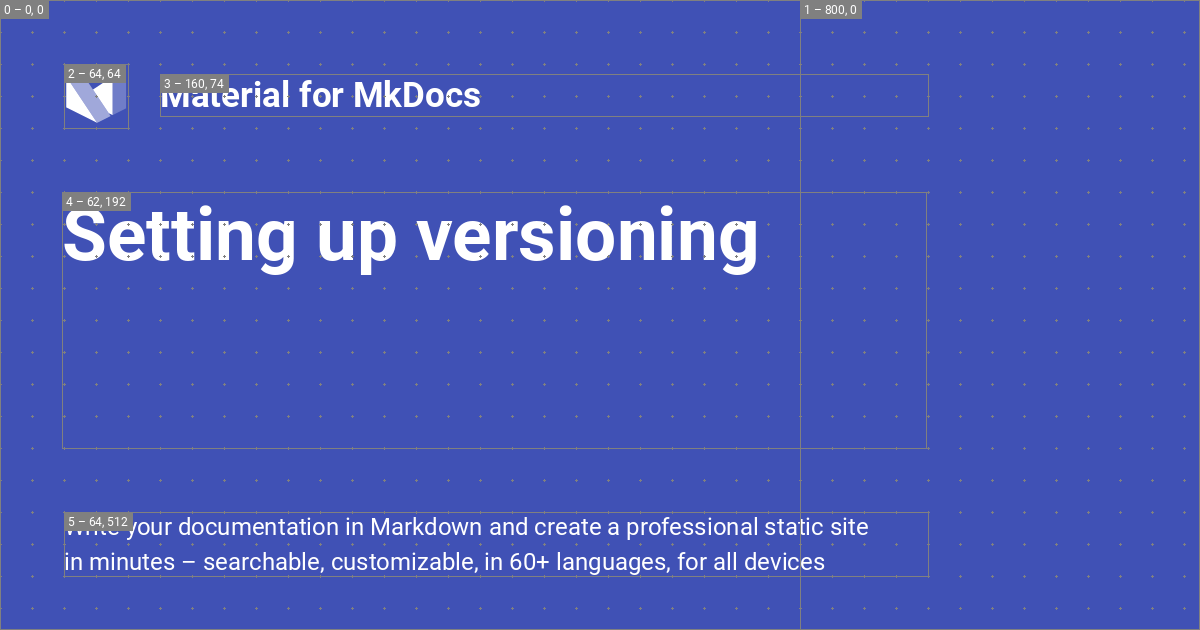 0 – 0, 0
1 – 800, 0
2 – 64, 64
3 – 160, 74
Material for MkDocs
4 – 62, 192
Setting up versioning
5 – 64, 512
Write your documentation in Markdown and create a professional static site
in minutes – searchable, customizable, in 60+ languages, for all devices